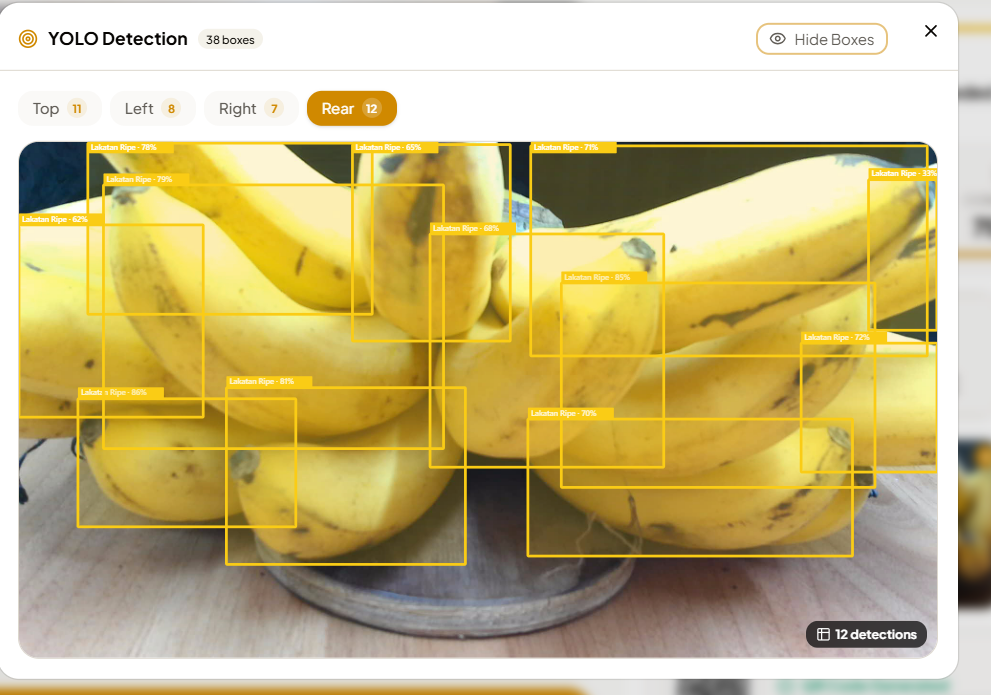 YOLO Detection 38 boxes
Hide Boxes
Top 11
Left 8
Right 7
Rear 12
Lakatan Ripe · 78%
Lakatan Ripe · 65%
Lakatan Ripe · 71%
Lakatan Ripe · 33%
Lakatan Ripe · 79%
Lakatan Ripe · 62%
Lakatan Ripe · 68%
Lakatan Ripe · 85%
Lakatan Ripe · 72%
Lakatan Ripe · 81%
Lakatan Ripe · 86%
Lakatan Ripe · 70%
12 detections